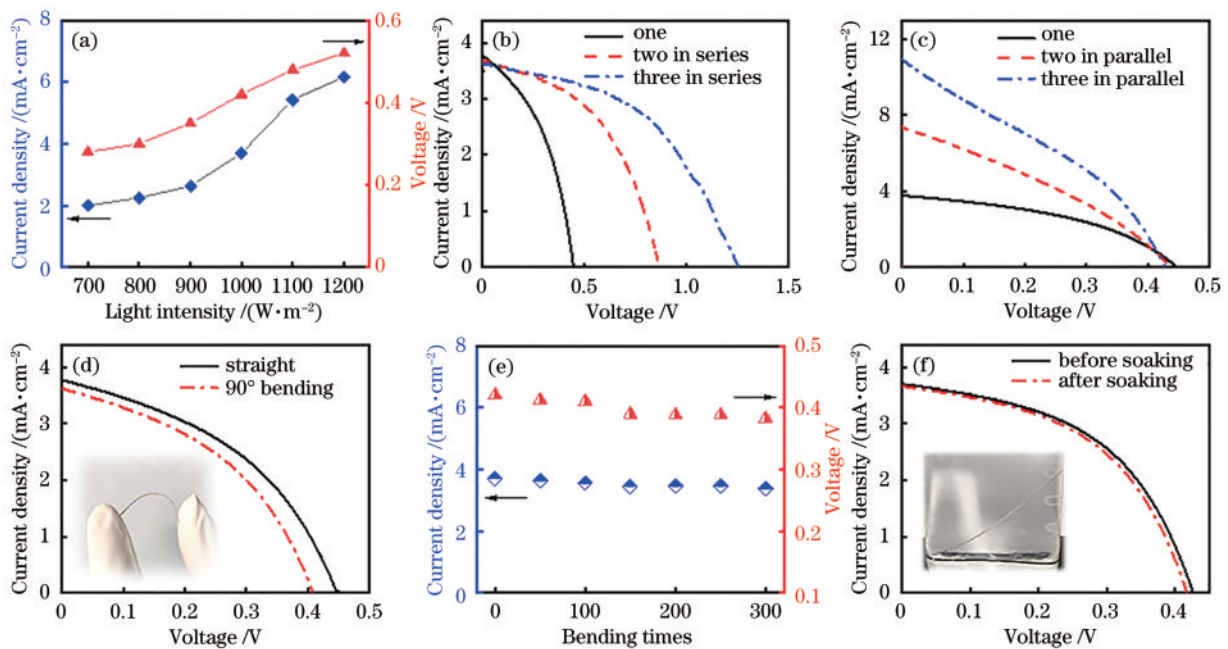 (a)
Current density /(mA·cm⁻²)
8
6
4
2
0
0.6
0.4
0.2
0
Voltage /V
700 800 900 1000 1100 1200
Light intensity /(W·m⁻²)
(b)
one
two in series
three in series
Current density /(mA·cm⁻²)
4
3
2
1
0
0 0.5 1.0 1.5
Voltage /V
(c)
one
two in parallel
three in parallel
Current density /(mA·cm⁻²)
12
8
4
0
0 0.1 0.2 0.3 0.4 0.5
Voltage /V
(d)
straight
90° bending
Current density /(mA·cm⁻²)
4
3
2
1
0
0 0.1 0.2 0.3 0.4 0.5
Voltage /V
(e)
Current density /(mA·cm⁻²)
8
6
4
2
0
0.5
0.4
0.3
0.2
0.1
Voltage /V
0 100 200 300
Bending times
(f)
before soaking
after soaking
Current density /(mA·cm⁻²)
4
3
2
1
0
0 0.1 0.2 0.3 0.4
Voltage /V